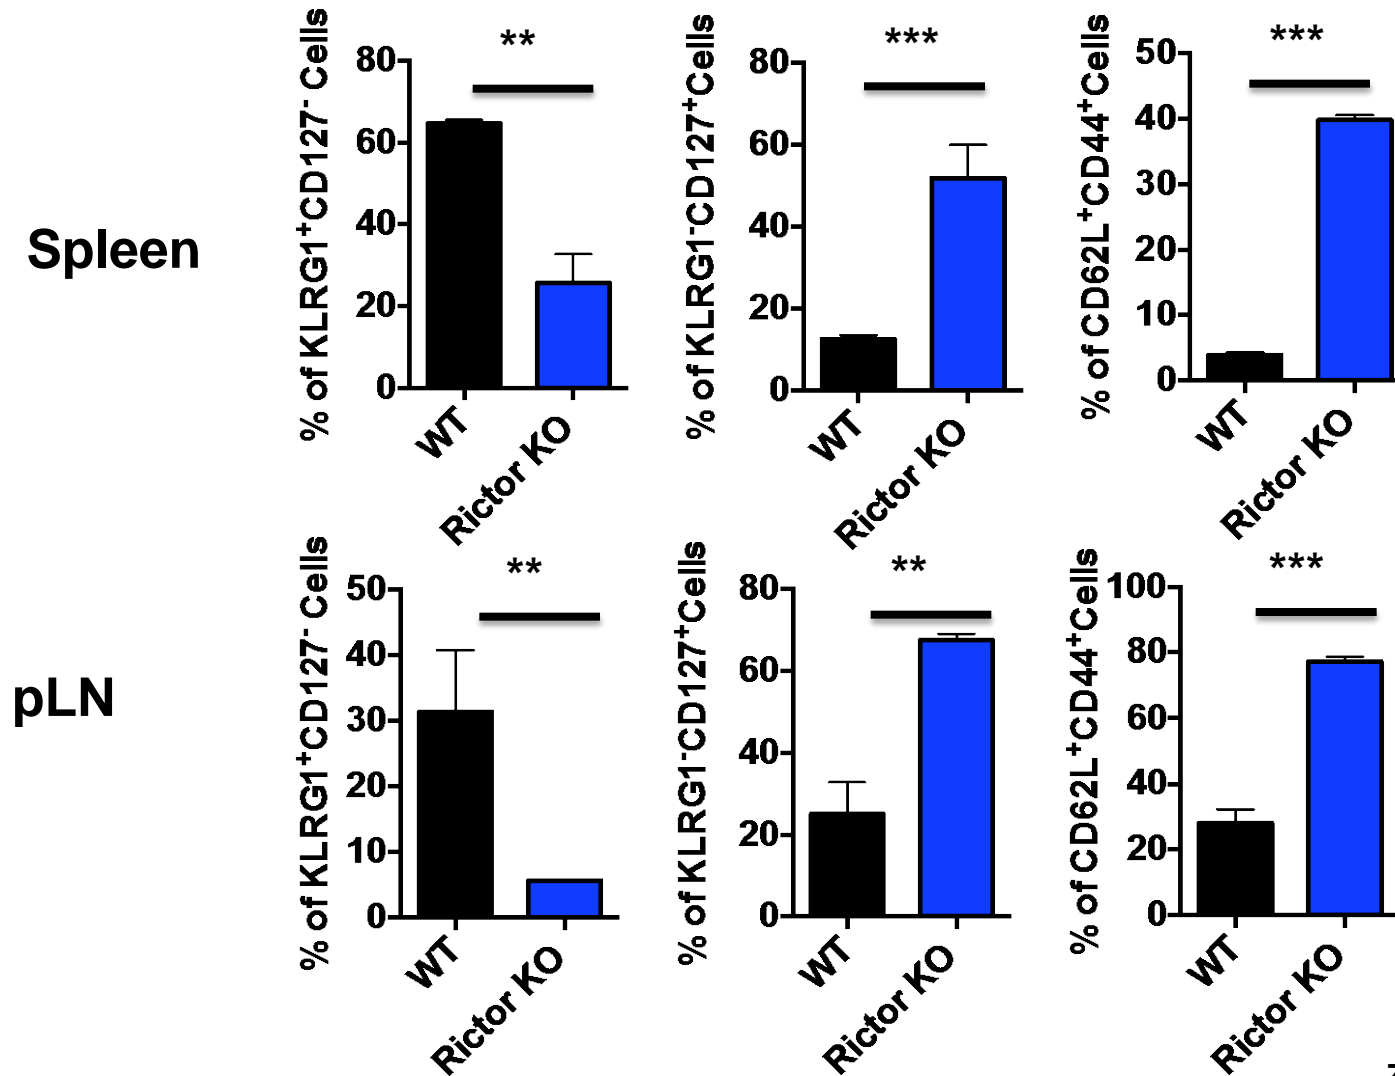 Spleen
% of KLRG1⁺CD127⁻ Cells
**
80
60
40
20
0
WT
Rictor KO
% of KLRG1⁻CD127⁺Cells
***
80
60
40
20
0
WT
Rictor KO
% of CD62L⁺CD44⁺Cells
***
50
40
30
20
10
0
WT
Rictor KO
pLN
% of KLRG1⁺CD127⁻ Cells
**
50
40
30
20
10
0
WT
Rictor KO
% of KLRG1⁻CD127⁺Cells
**
80
60
40
20
0
WT
Rictor KO
% of CD62L⁺CD44⁺Cells
***
100
80
60
40
20
0
WT
Rictor KO